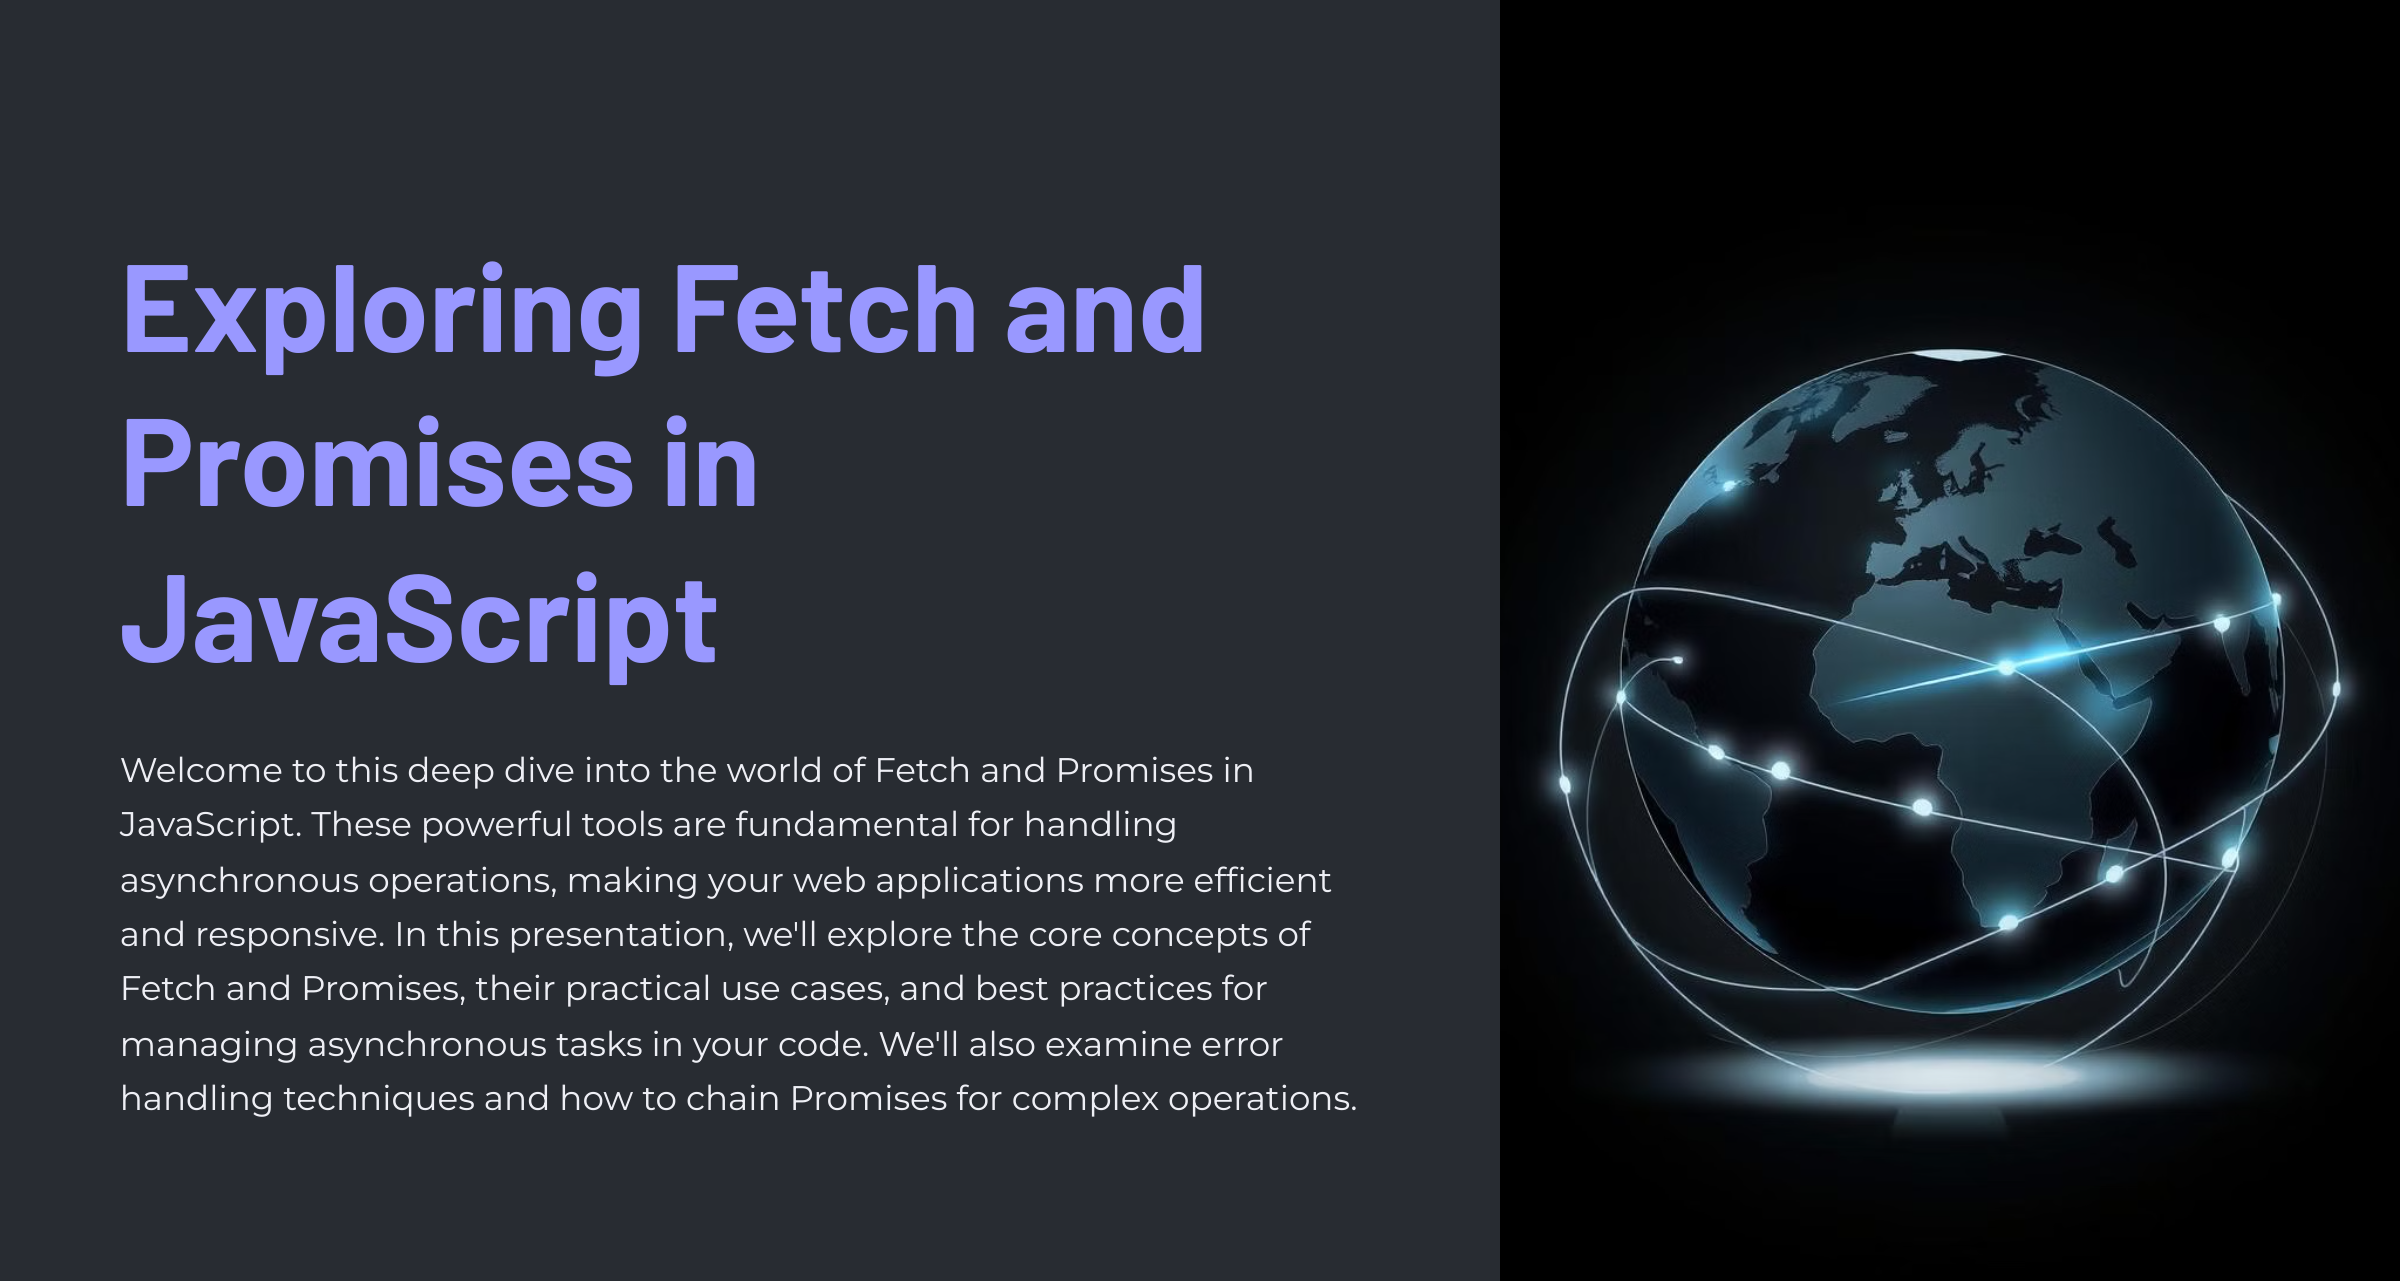 Exploring Fetch and
Promises in
JavaScript
Welcome to this deep dive into the world of Fetch and Promises in
JavaScript. These powerful tools are fundamental for handling
asynchronous operations, making your web applications more efficient
and responsive. In this presentation, we'll explore the core concepts of
Fetch and Promises, their practical use cases, and best practices for
managing asynchronous tasks in your code. We'll also examine error
handling techniques and how to chain Promises for complex operations.